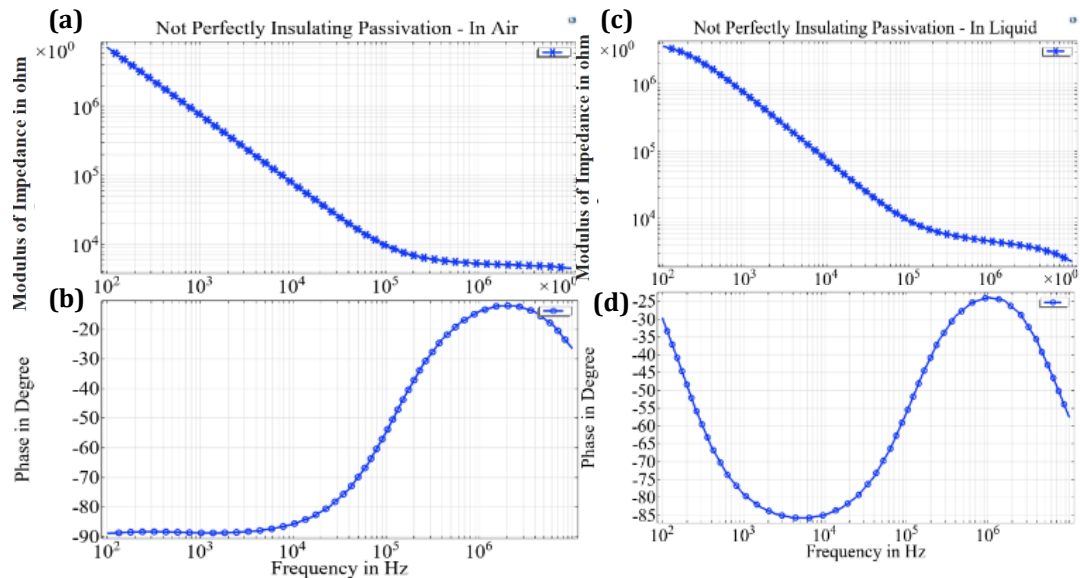 (a)
Not Perfectly Insulating Passivation - In Air
×10⁰
Modulus of Impedance in ohm
10⁶
10⁵
10⁴
10² 10³ 10⁴ 10⁵ 10⁶ ×10⁰
(b)
Phase in Degree
-20
-30
-40
-50
-60
-70
-80
-90
10² 10³ 10⁴ 10⁵ 10⁶
Frequency in Hz
(c)
Not Perfectly Insulating Passivation - In Liquid
×10⁰
Modulus of Impedance in ohm
10⁶
10⁵
10⁴
10² 10³ 10⁴ 10⁵ 10⁶ ×10⁰
(d)
Phase in Degree
-25
-30
-35
-40
-45
-50
-55
-60
-65
-70
-75
-80
-85
10² 10³ 10⁴ 10⁵ 10⁶
Frequency in Hz